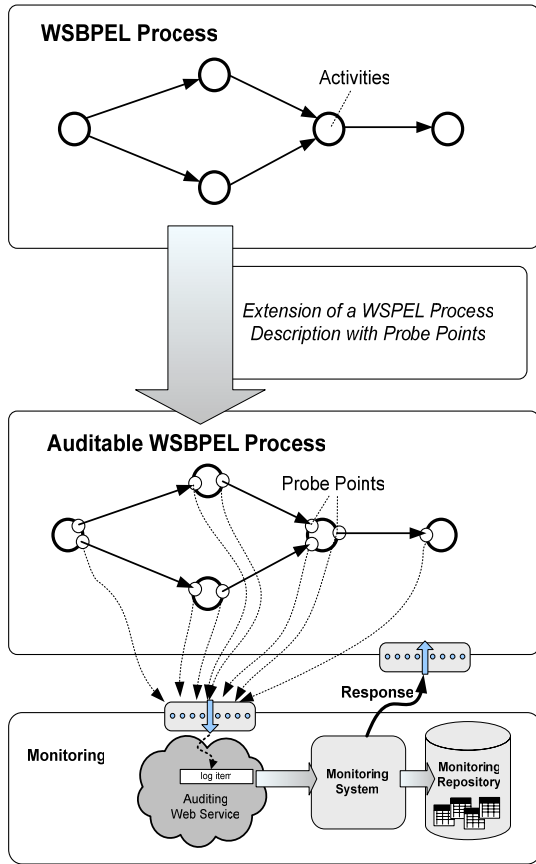 WSBPEL Process
Activities
Extension of a WSPEL Process
Description with Probe Points
Auditable WSBPEL Process
Probe Points
Response
Monitoring
log item
Auditing
Web Service
Monitoring
System
Monitoring
Repository